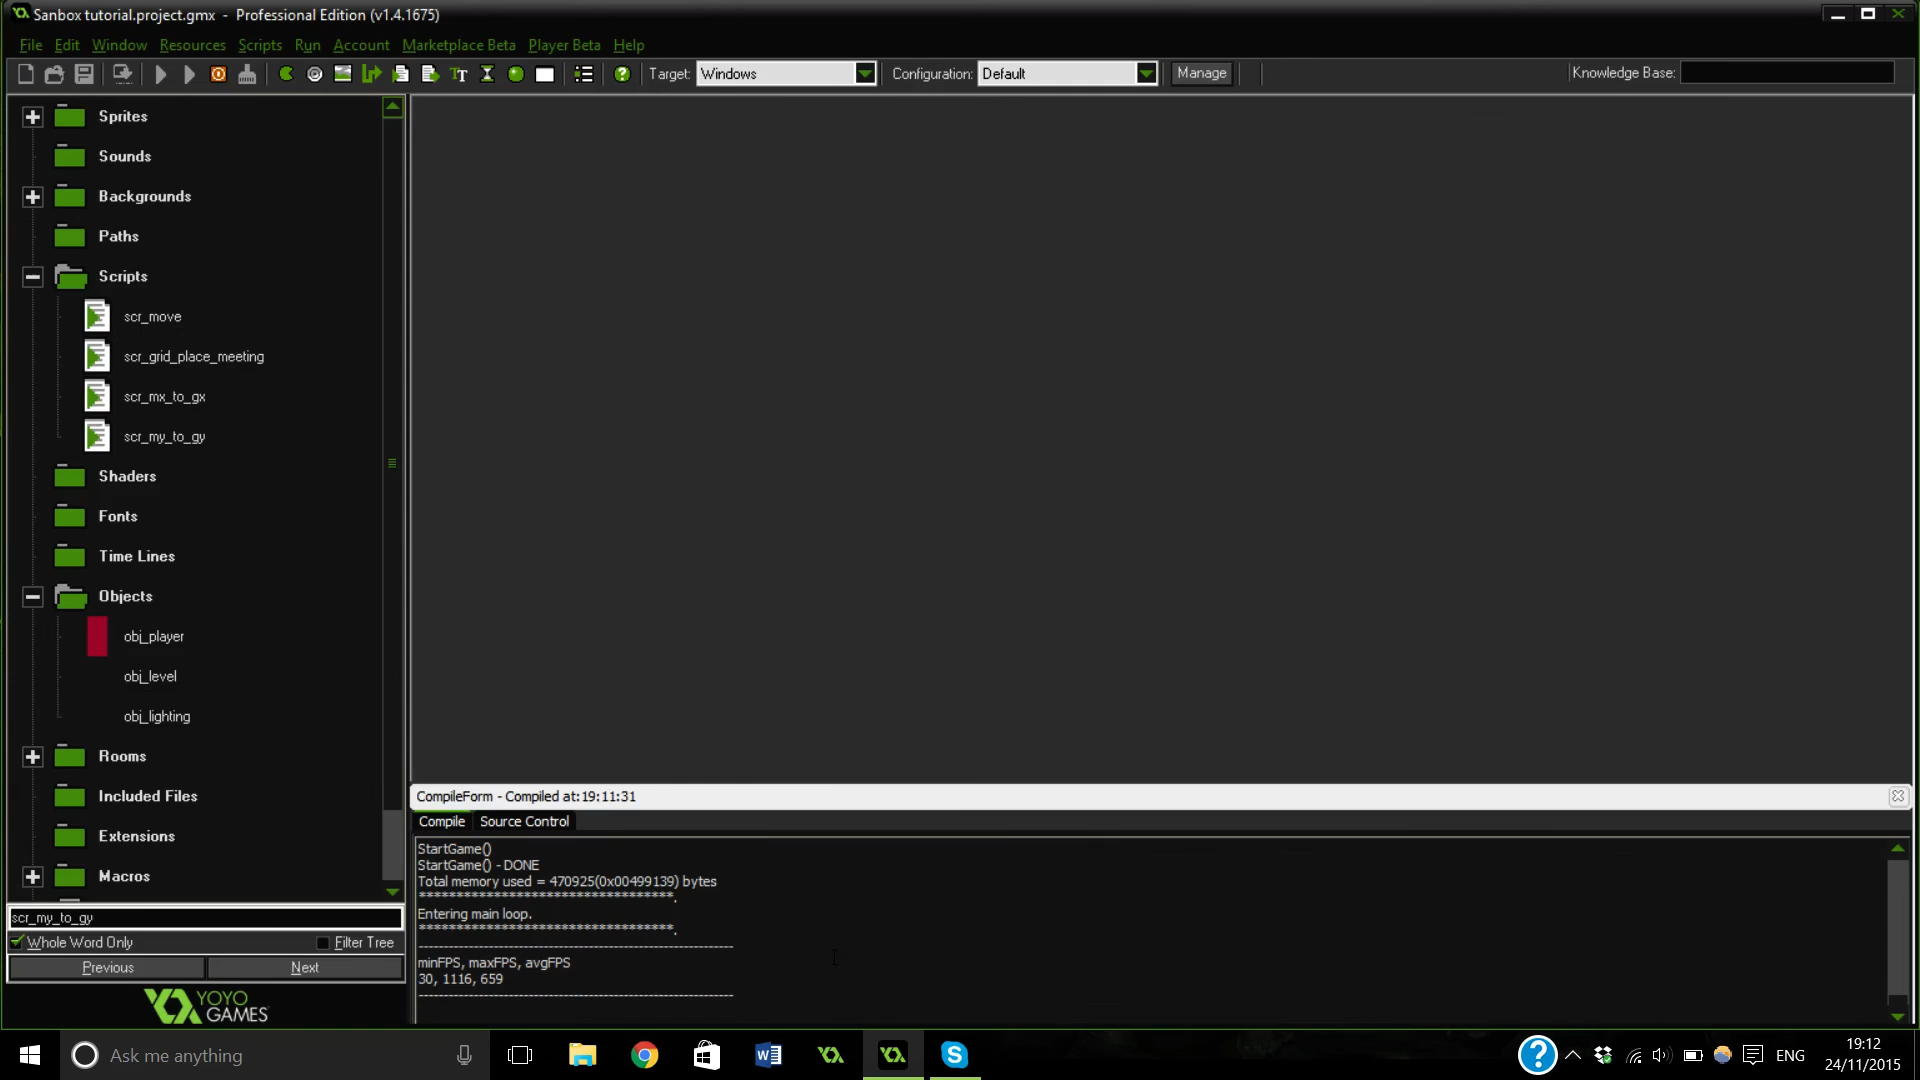 Sanbox tutorial.project.gmx - Professional Edition (v1.4.1675)
File Edit Window Resources Scripts Run Account Marketplace Beta Player Beta Help
Target: Windows Configuration: Default Manage Knowledge Base:
Sprites
Sounds
Backgrounds
Paths
Scripts
scr_move
scr_grid_place_meeting
scr_mx_to_gx
scr_my_to_gy
Shaders
Fonts
Time Lines
Objects
obj_player
obj_level
obj_lighting
Rooms
Included Files
Extensions
Macros
scr_my_to_gy
Whole Word Only Filter Tree
Previous Next
YOYO
GAMES
CompileForm - Compiled at:19:11:31
Compile Source Control
StartGame()
StartGame() - DONE
Total memory used = 470925(0x00499139) bytes
***********************************.
Entering main loop.
***********************************.
---------------------------------------------------------------
minFPS, maxFPS, avgFPS
30, 1116, 659
---------------------------------------------------------------
Ask me anything
ENG
19:12
24/11/2015